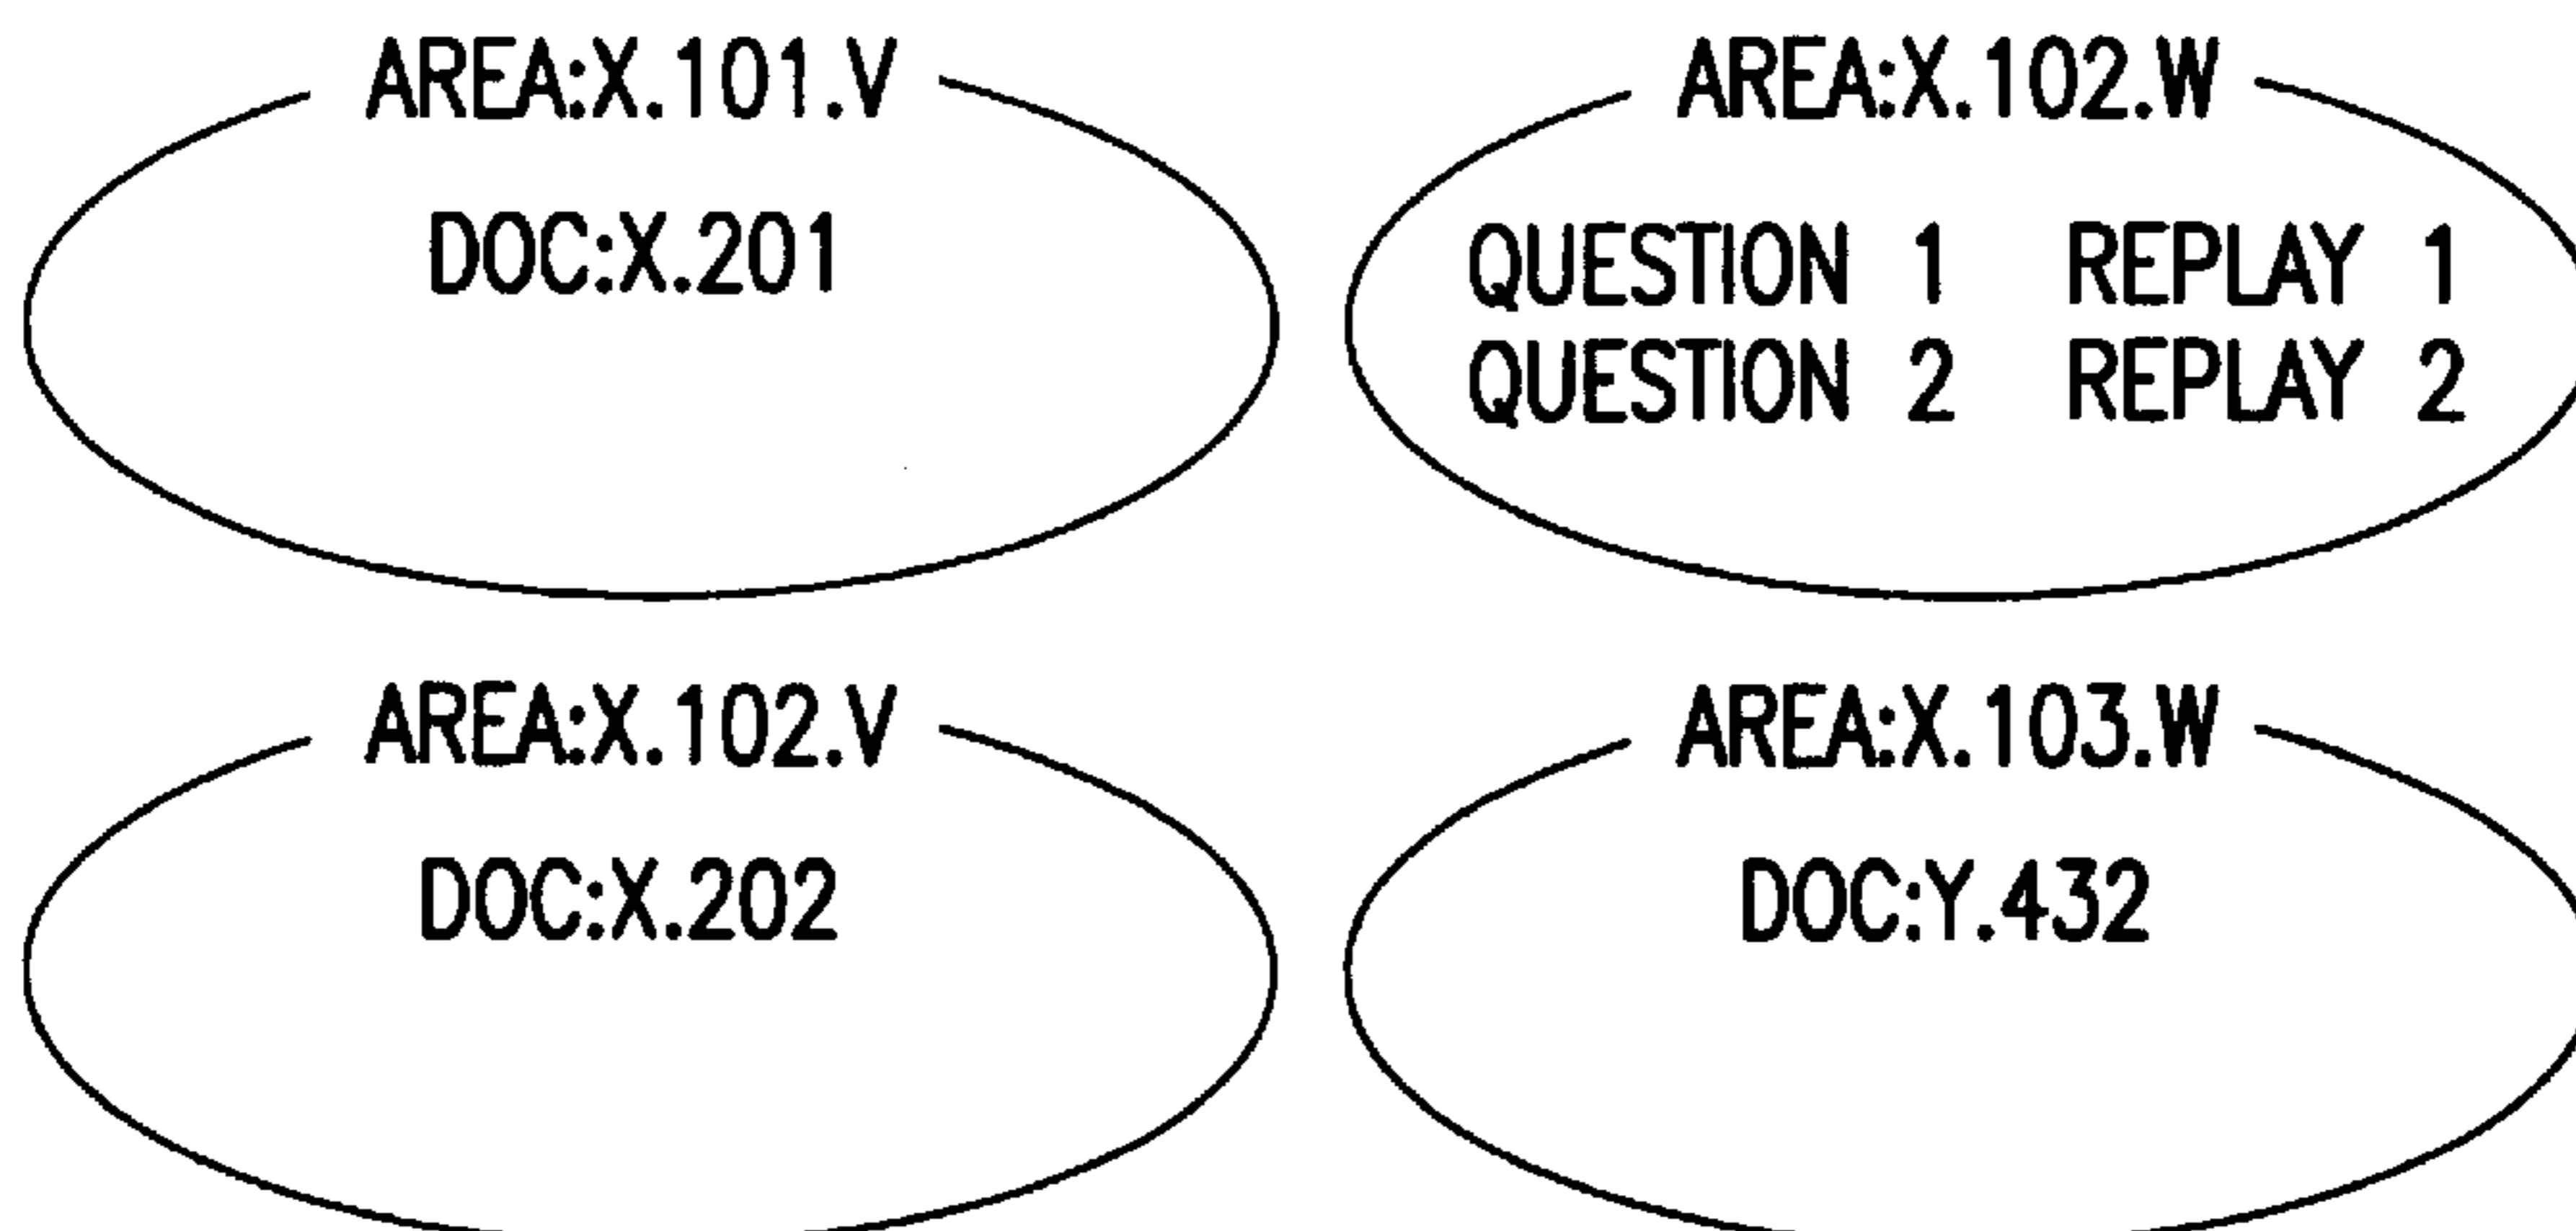 AREA:X.101.V
DOC:X.201
AREA:X.102.W
QUESTION 1 REPLAY 1
QUESTION 2 REPLAY 2
AREA:X.102.V
DOC:X.202
AREA:X.103.W
DOC:Y.432